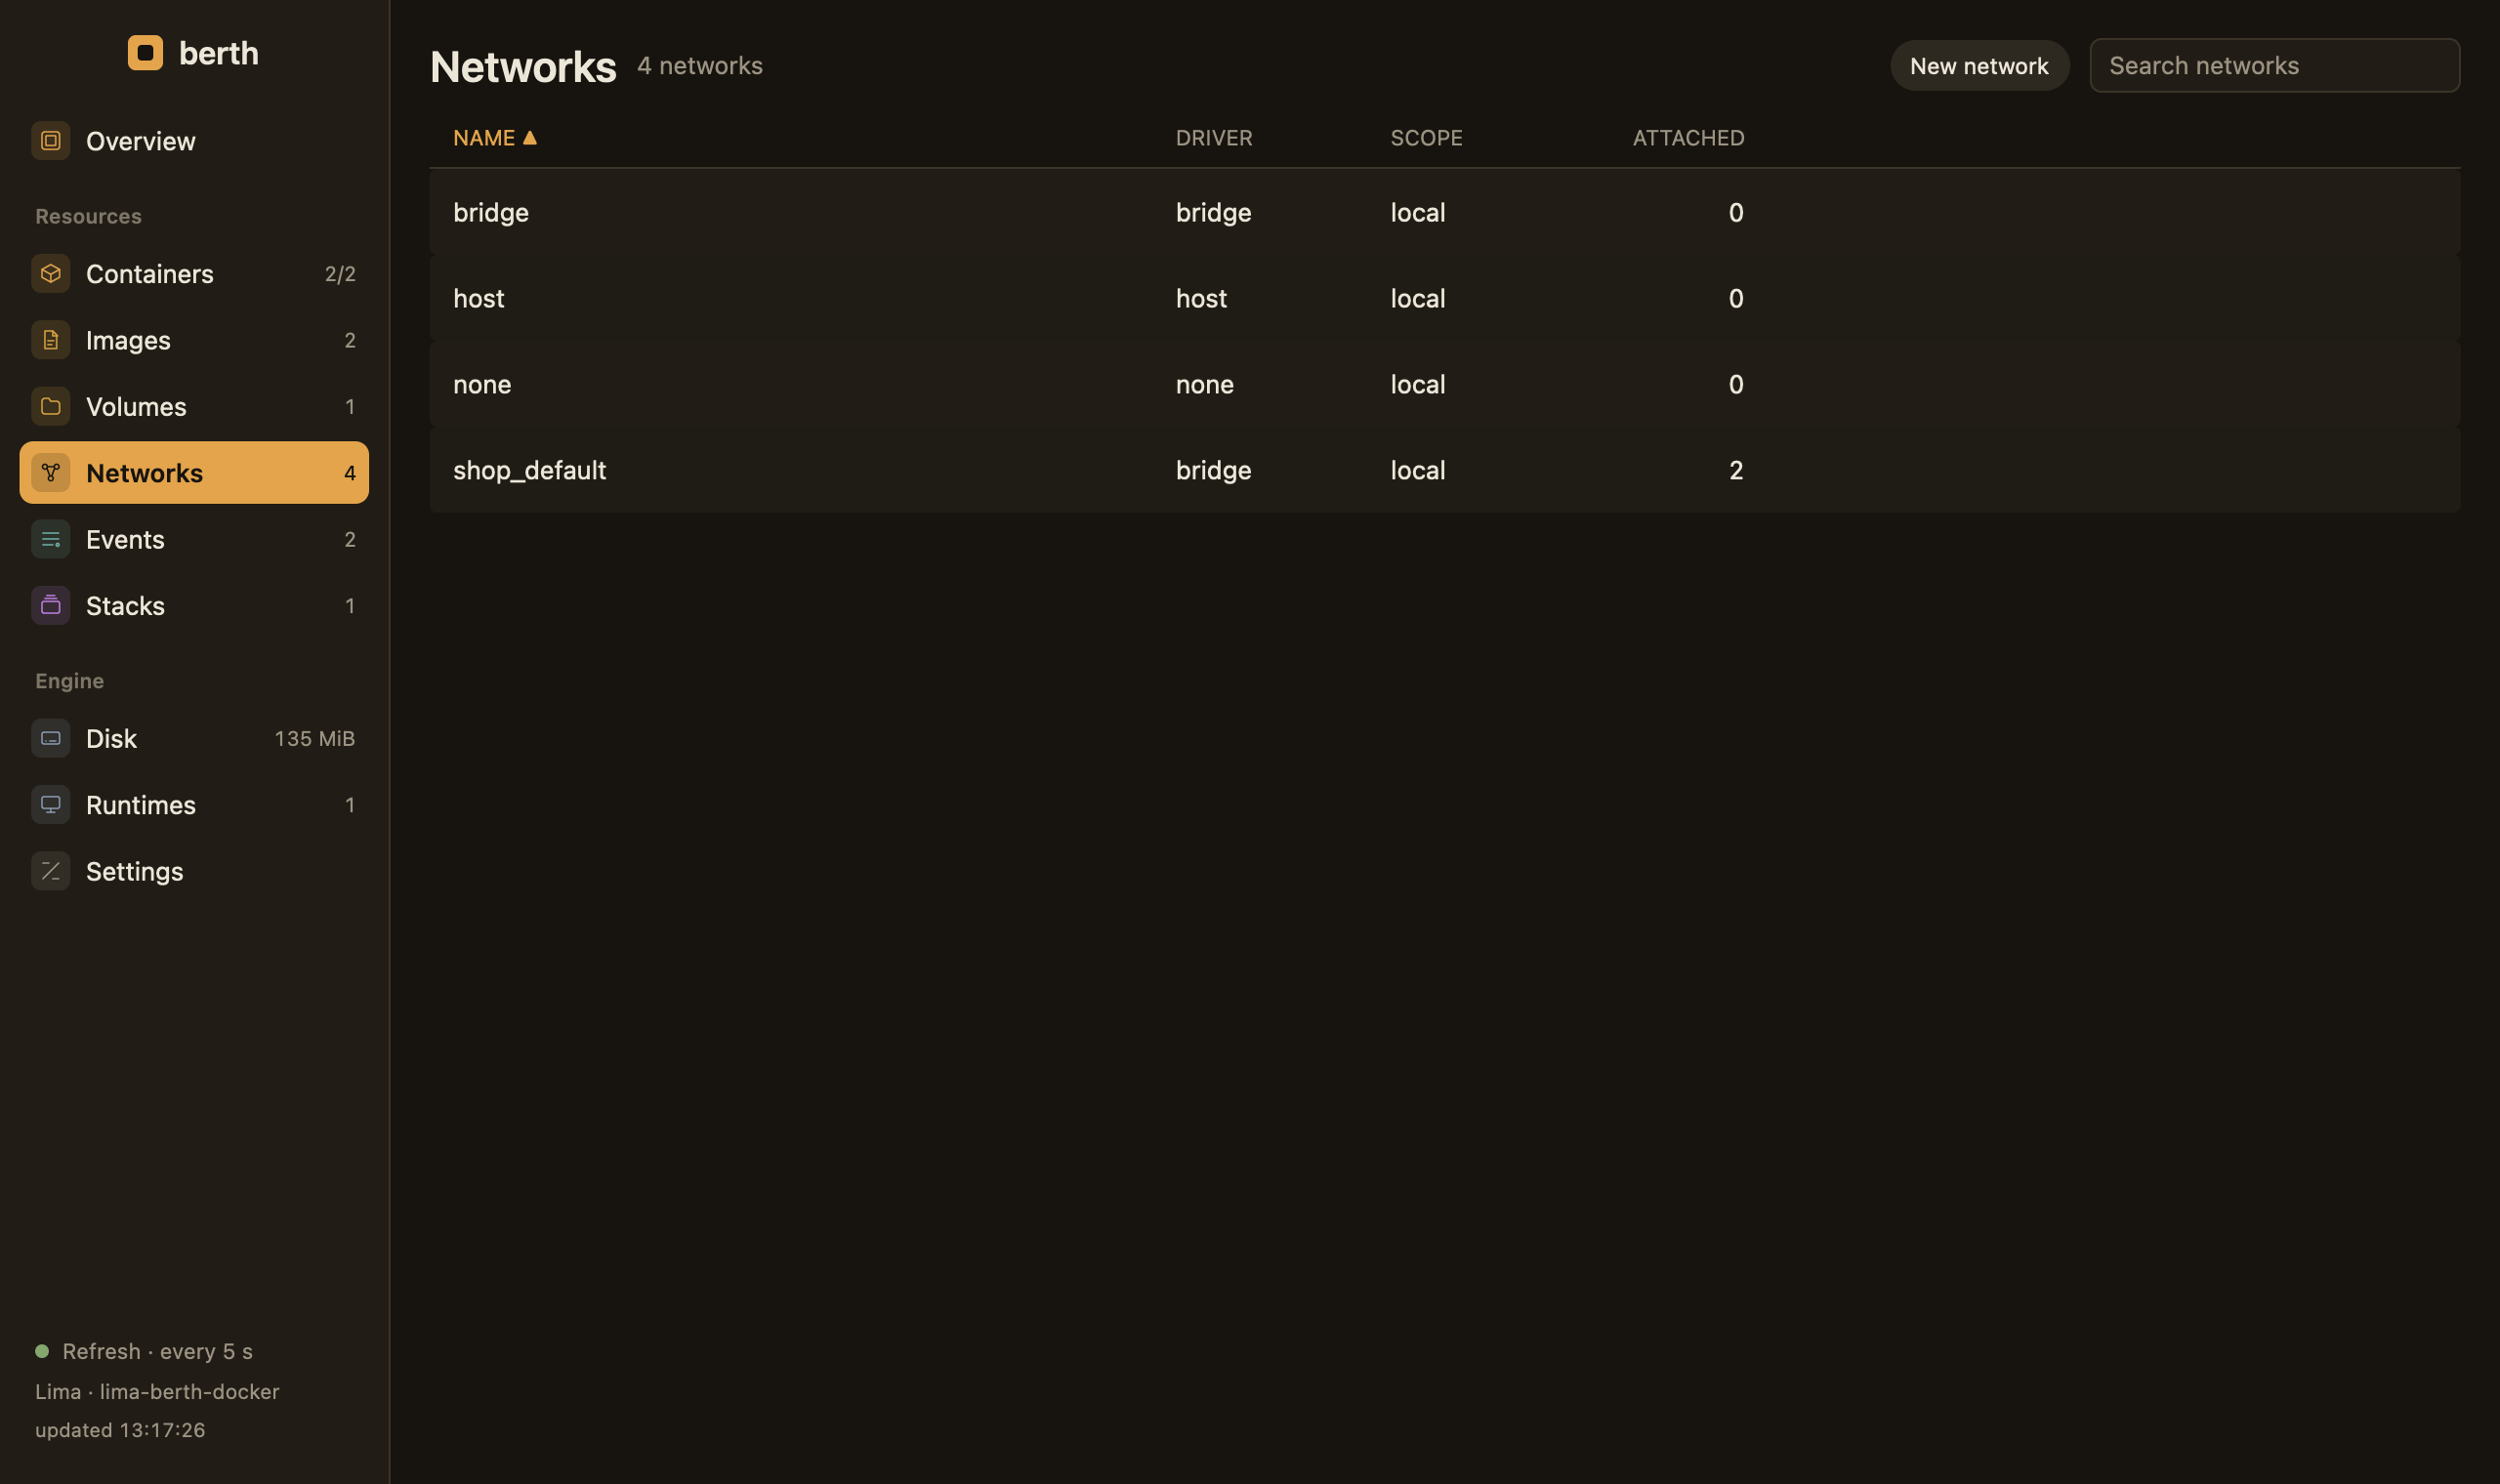 berth
Overview
Resources
Containers 2/2
Images 2
Volumes 1
Networks 4
Events 2
Stacks 1
Engine
Disk 135 MiB
Runtimes 1
Settings
Refresh · every 5 s
Lima · lima-berth-docker
updated 13:17:26
Networks 4 networks
New network
Search networks
NAME ▲ DRIVER SCOPE ATTACHED
bridge bridge local 0
host host local 0
none none local 0
shop_default bridge local 2